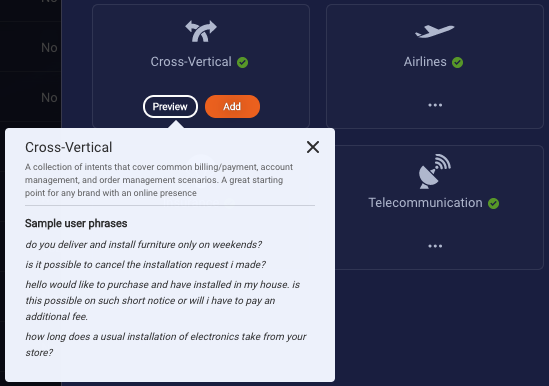 No
Cross-Vertical
Airlines
No
Preview
Add
...
Cross-Vertical
A collection of intents that cover common billing/payment, account
management, and order management scenarios. A great starting
point for any brand with an online presence
Sample user phrases
do you deliver and install furniture only on weekends?
is it possible to cancel the installation request i made?
hello would like to purchase and have installed in my house. is
this possible on such short notice or will i have to pay an
additional fee.
how long does a usual installation of electronics take from your
store?
Telecommunication
...